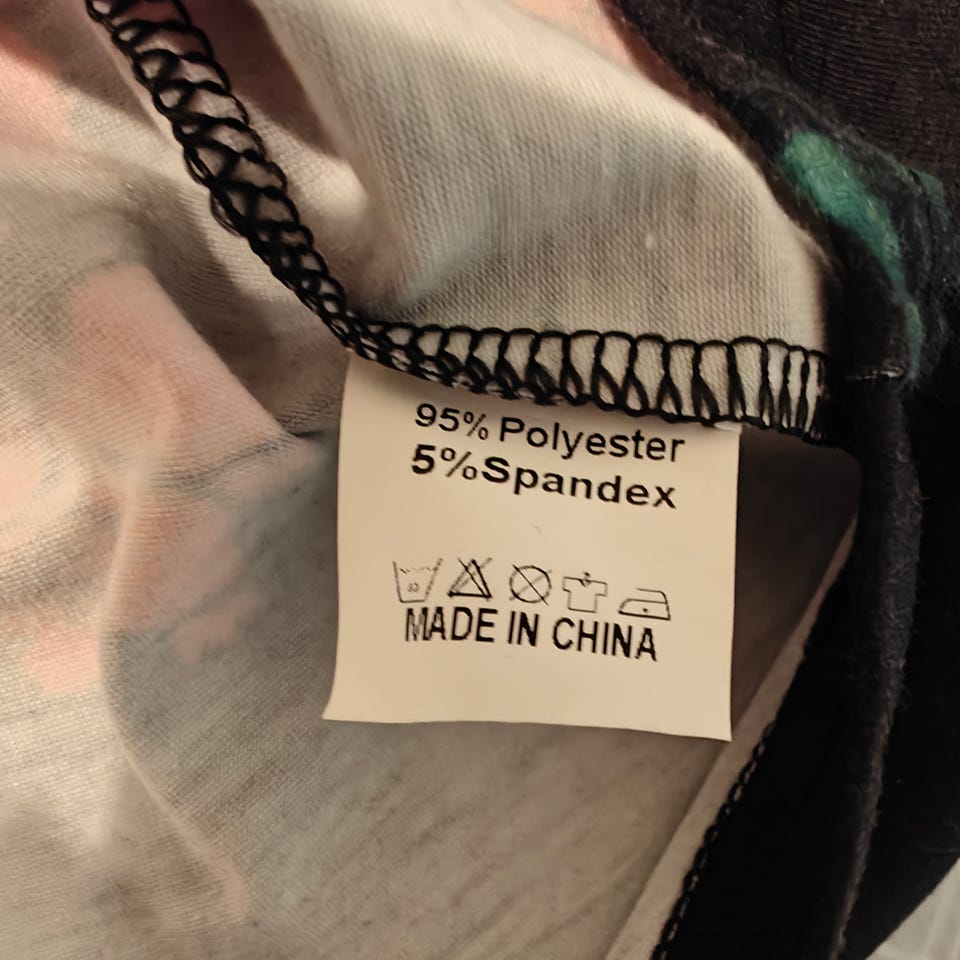 95% Polyester
5%Spandex
MADE IN CHINA